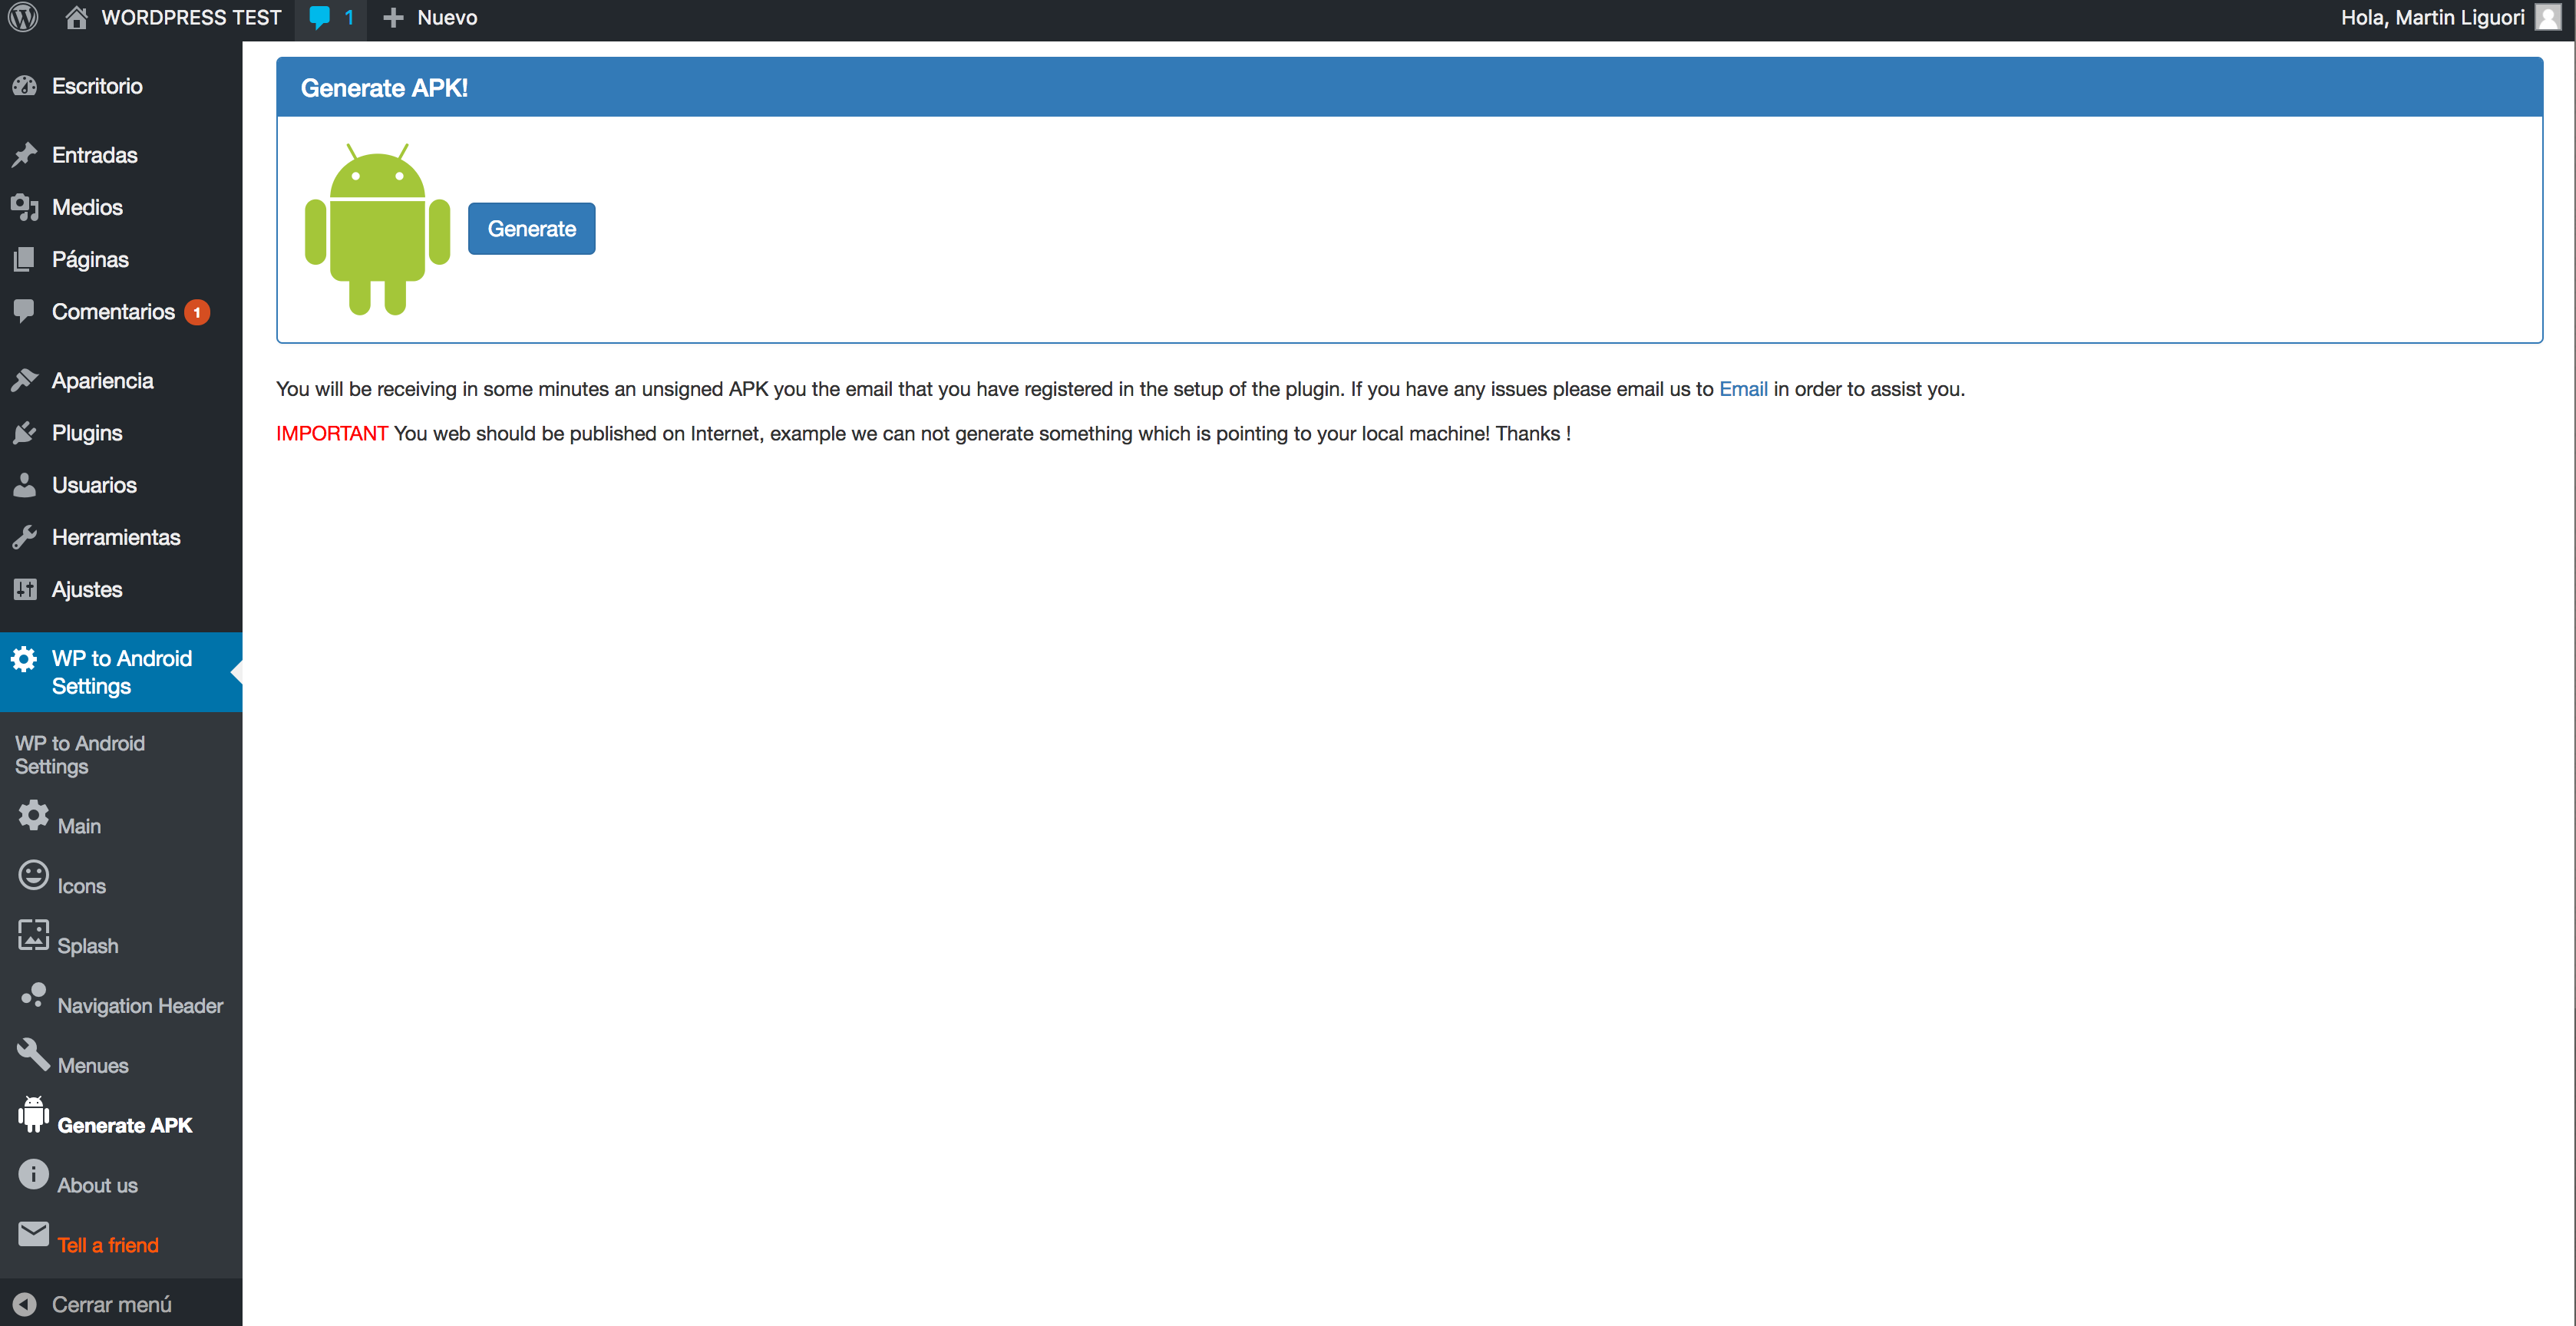 WORDPRESS TEST 1 Nuevo Hola, Martin Liguori
Escritorio
Entradas
Medios
Páginas
Comentarios 1
Apariencia
Plugins
Usuarios
Herramientas
Ajustes
WP to Android
Settings
WP to Android
Settings
Main
Icons
Splash
Navigation Header
Menues
Generate APK
About us
Tell a friend
Cerrar menú
Generate APK!
Generate
You will be receiving in some minutes an unsigned APK you the email that you have registered in the setup of the plugin. If you have any issues please email us to Email in order to assist you.
IMPORTANT You web should be published on Internet, example we can not generate something which is pointing to your local machine! Thanks !